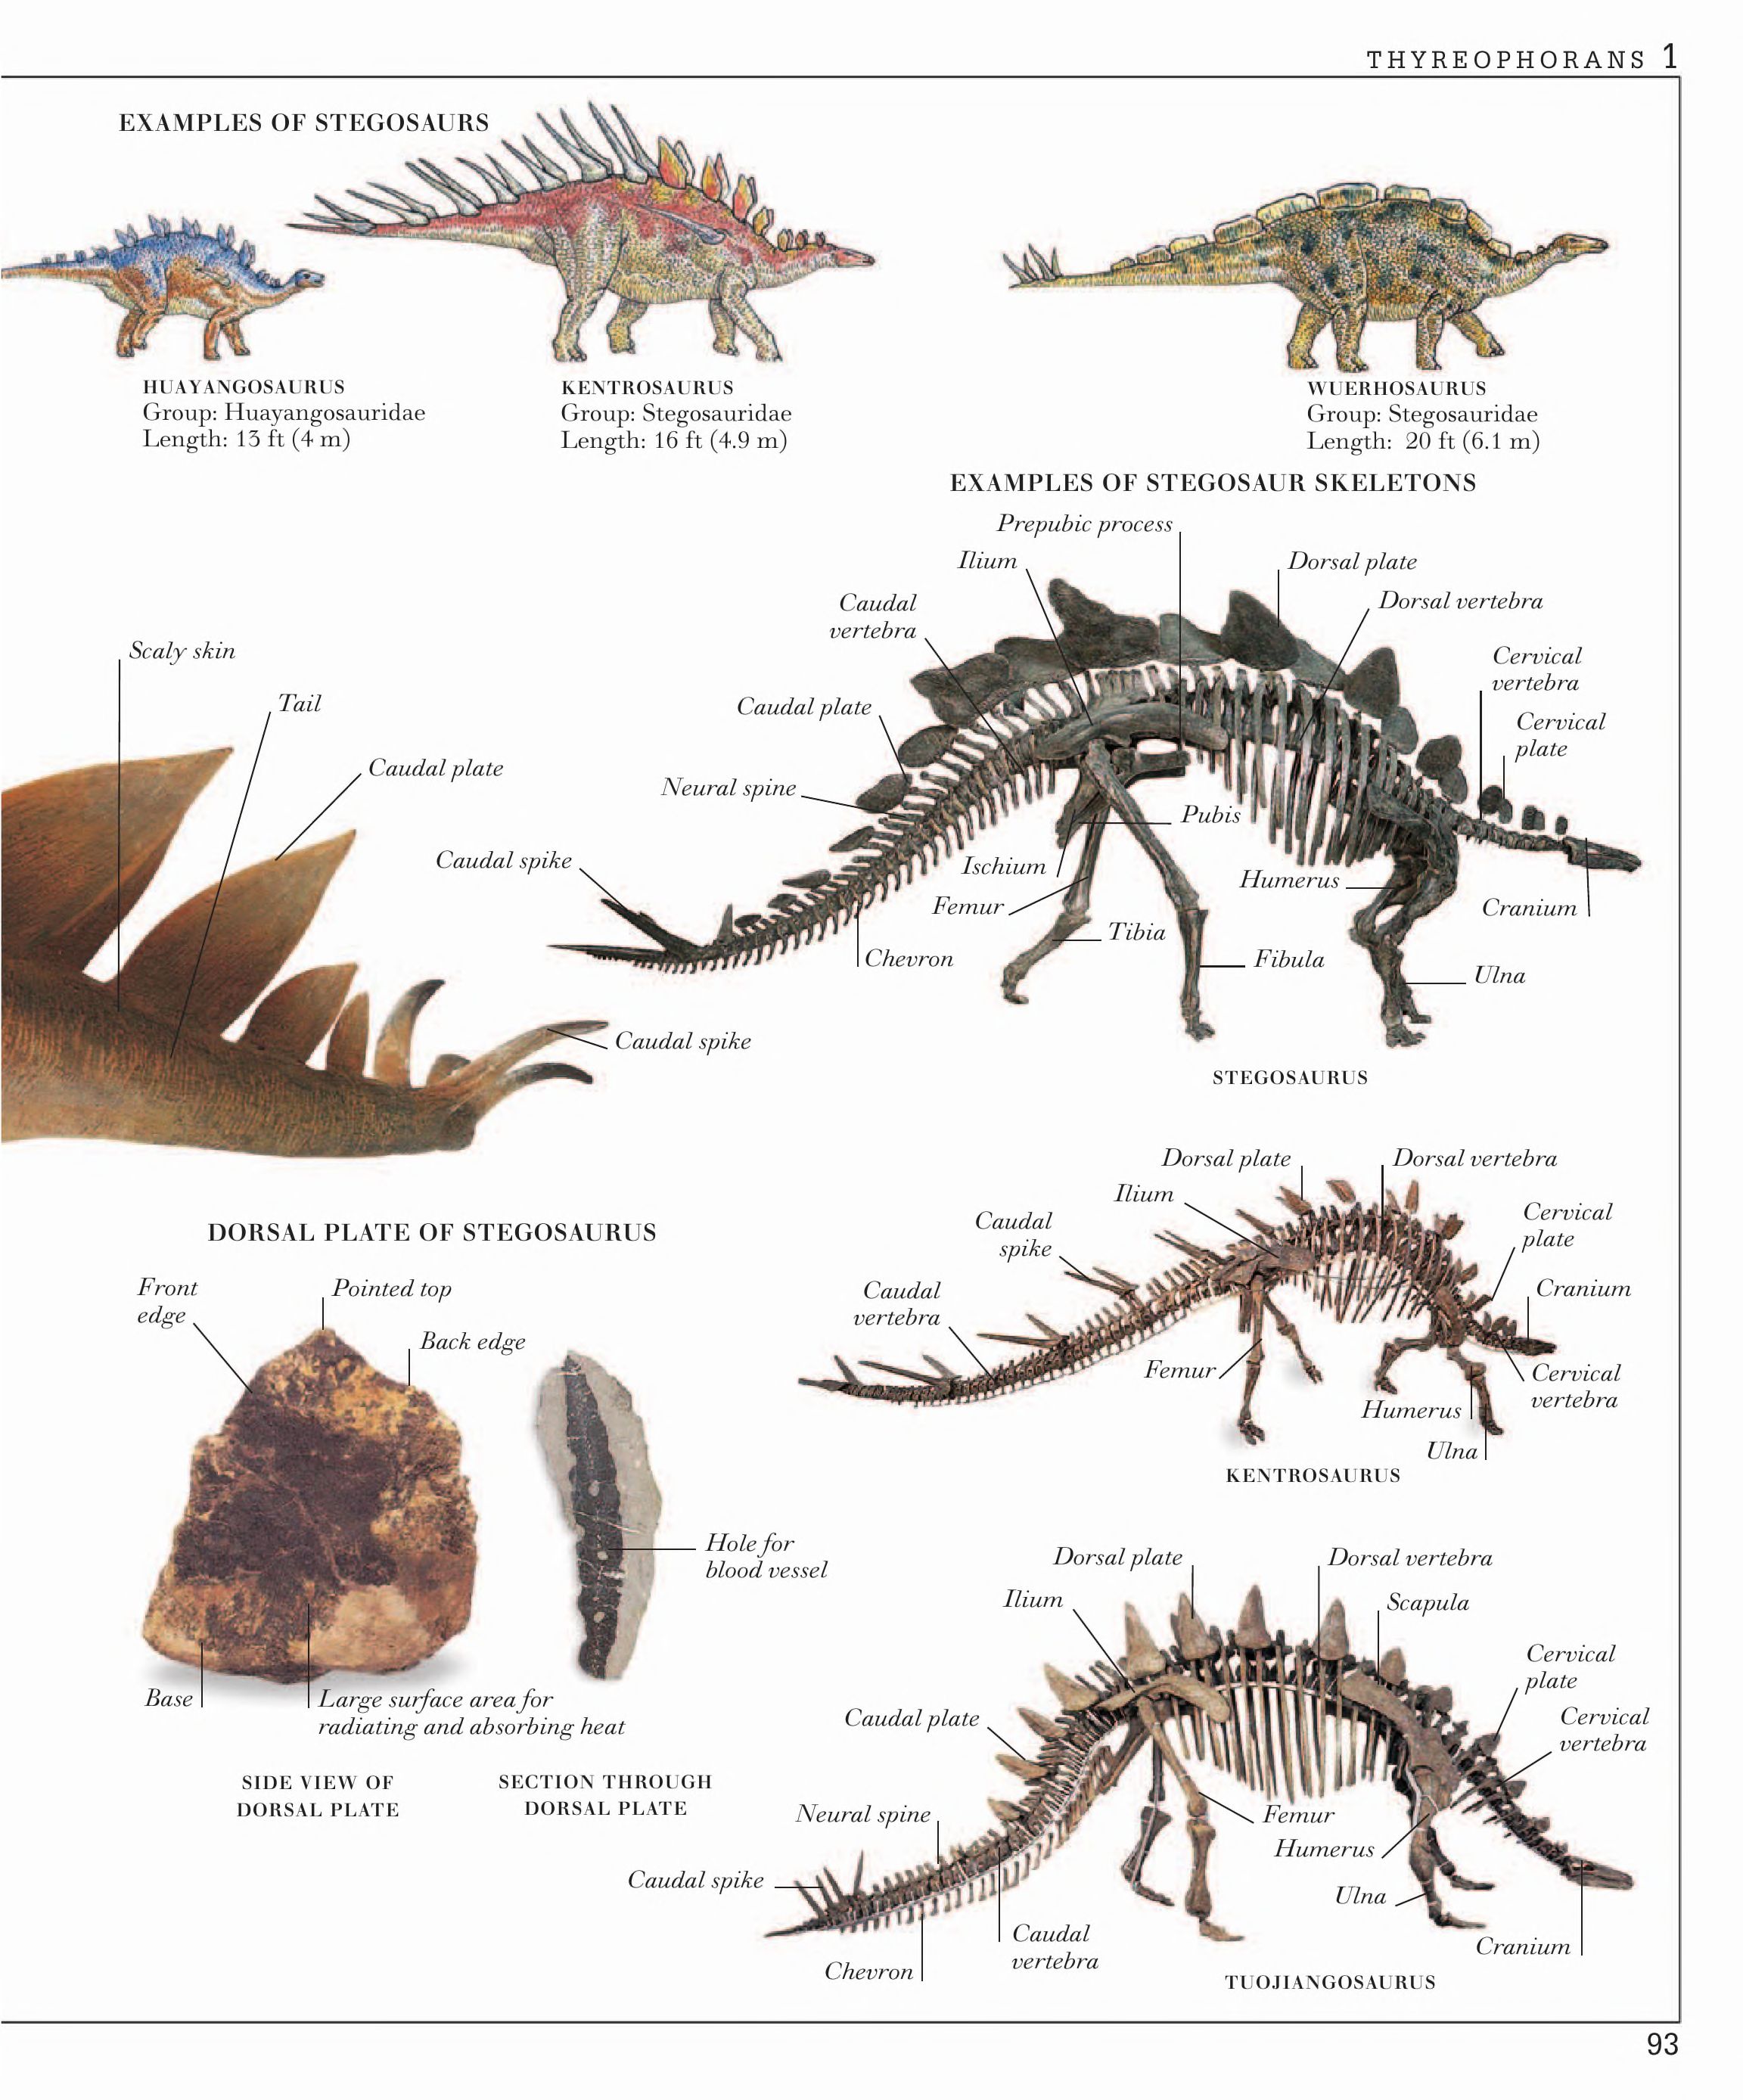 THYREOPHORANS 1
EXAMPLES OF STEGOSAURS
HUAYANGOSAURUS
Group: Huayangosauridae
Length: 13 ft (4 m)
KENTROSAURUS
Group: Stegosauridae
Length: 16 ft (4.9 m)
WUERHOSAURUS
Group: Stegosauridae
Length: 20 ft (6.1 m)
EXAMPLES OF STEGOSAUR SKELETONS
Prepubic process
Ilium
Dorsal plate
Caudal
vertebra
Dorsal vertebra
Cervical
vertebra
Caudal plate
Cervical
plate
Neural spine
Pubis
Caudal spike
Ischium
Humerus
Femur
Cranium
Tibia
Chevron
Fibula
Ulna
STEGOSAURUS
Scaly skin
Tail
Caudal plate
Caudal spike
Dorsal plate
Dorsal vertebra
Ilium
Caudal
spike
Cervical
plate
Caudal
vertebra
Cranium
Femur
Cervical
vertebra
Humerus
Ulna
KENTROSAURUS
DORSAL PLATE OF STEGOSAURUS
Front
edge
Pointed top
Back edge
Hole for
blood vessel
Base
Large surface area for
radiating and absorbing heat
SIDE VIEW OF
DORSAL PLATE
SECTION THROUGH
DORSAL PLATE
Dorsal plate
Dorsal vertebra
Ilium
Scapula
Cervical
plate
Caudal plate
Cervical
vertebra
Neural spine
Femur
Humerus
Caudal spike
Ulna
Caudal
vertebra
Cranium
Chevron
TUOJIANGOSAURUS
93